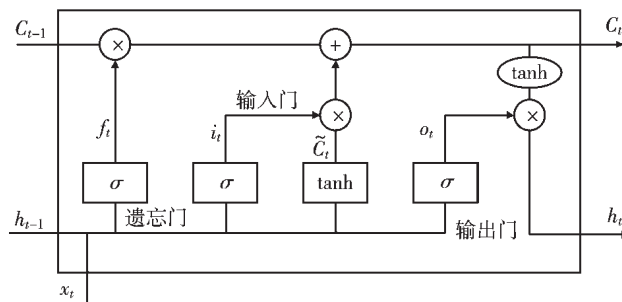 C_{t-1}
×
+
C_t
tanh
输入门
×
×
f_t
i_t
C̃_t
o_t
σ
σ
tanh
σ
h_{t-1}
遗忘门
输出门
h_t
x_t